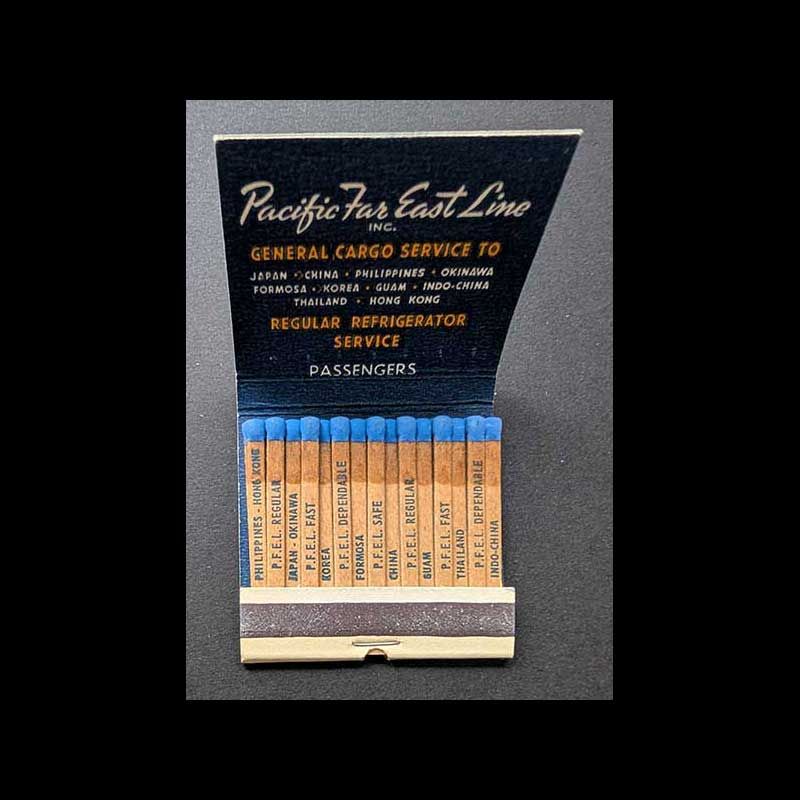 Pacific Far East Line
INC.
GENERAL CARGO SERVICE TO
JAPAN • CHINA • PHILIPPINES • OKINAWA
FORMOSA • KOREA • GUAM • INDO-CHINA
THAILAND • HONG KONG
REGULAR REFRIGERATOR
SERVICE
PASSENGERS
PHILIPPINES - HONG KONG
P.F.E.L. REGULAR
JAPAN - OKINAWA
P.F.E.L. FAST
KOREA
P.F.E.L. DEPENDABLE
FORMOSA
P.F.E.L. SAFE
CHINA
P.F.E.L. REGULAR
GUAM
P.F.E.L. FAST
THAILAND
P.F.E.L. DEPENDABLE
INDO-CHINA